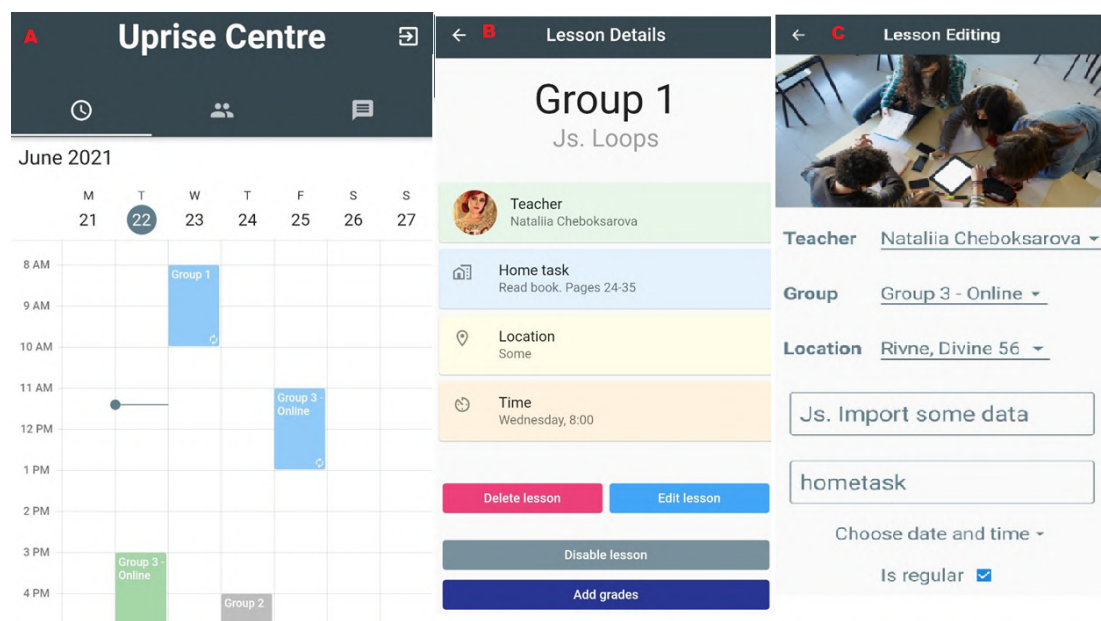 A
Uprise Centre
June 2021
M T W T F S S
21 22 23 24 25 26 27
8 AM
Group 1
9 AM
10 AM
11 AM
Group 3 -
Online
12 PM
1 PM
2 PM
3 PM
Group 3 -
Online
4 PM
Group 2
B
Lesson Details
Group 1
Js. Loops
Teacher
Nataliia Cheboksarova
Home task
Read book. Pages 24-35
Location
Some
Time
Wednesday, 8:00
Delete lesson
Edit lesson
Disable lesson
Add grades
C
Lesson Editing
Teacher Nataliia Cheboksarova
Group Group 3 - Online
Location Rivne, Divine 56
Js. Import some data
hometask
Choose date and time
Is regular